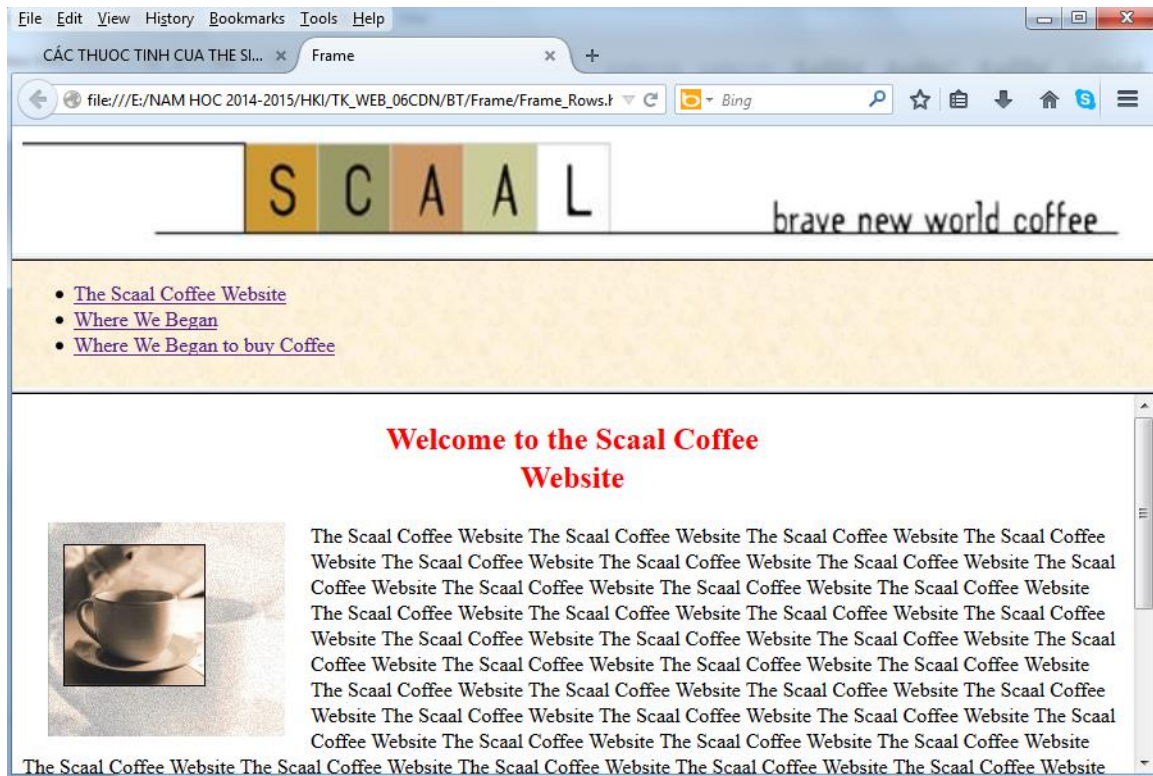 File Edit View History Bookmarks Tools Help
CÁC THUOC TINH CUA THE SI... × Frame × +
file:///E:/NAM HOC 2014-2015/HKI/TK_WEB_06CDN/BT/Frame/Frame_Rows.h Bing
S C A A L
brave new world coffee
• The Scaal Coffee Website
• Where We Began
• Where We Began to buy Coffee
Welcome to the Scaal Coffee
Website
The Scaal Coffee Website The Scaal Coffee Website The Scaal Coffee Website The Scaal Coffee
Website The Scaal Coffee Website The Scaal Coffee Website The Scaal Coffee Website The Scaal
Coffee Website The Scaal Coffee Website The Scaal Coffee Website The Scaal Coffee Website
The Scaal Coffee Website The Scaal Coffee Website The Scaal Coffee Website The Scaal Coffee
Website The Scaal Coffee Website The Scaal Coffee Website The Scaal Coffee Website The Scaal
Coffee Website The Scaal Coffee Website The Scaal Coffee Website The Scaal Coffee Website
The Scaal Coffee Website The Scaal Coffee Website The Scaal Coffee Website The Scaal Coffee
Website The Scaal Coffee Website The Scaal Coffee Website The Scaal Coffee Website The Scaal
Coffee Website The Scaal Coffee Website The Scaal Coffee Website The Scaal Coffee Website
The Scaal Coffee Website The Scaal Coffee Website The Scaal Coffee Website The Scaal Coffee Website The Scaal Coffee Website